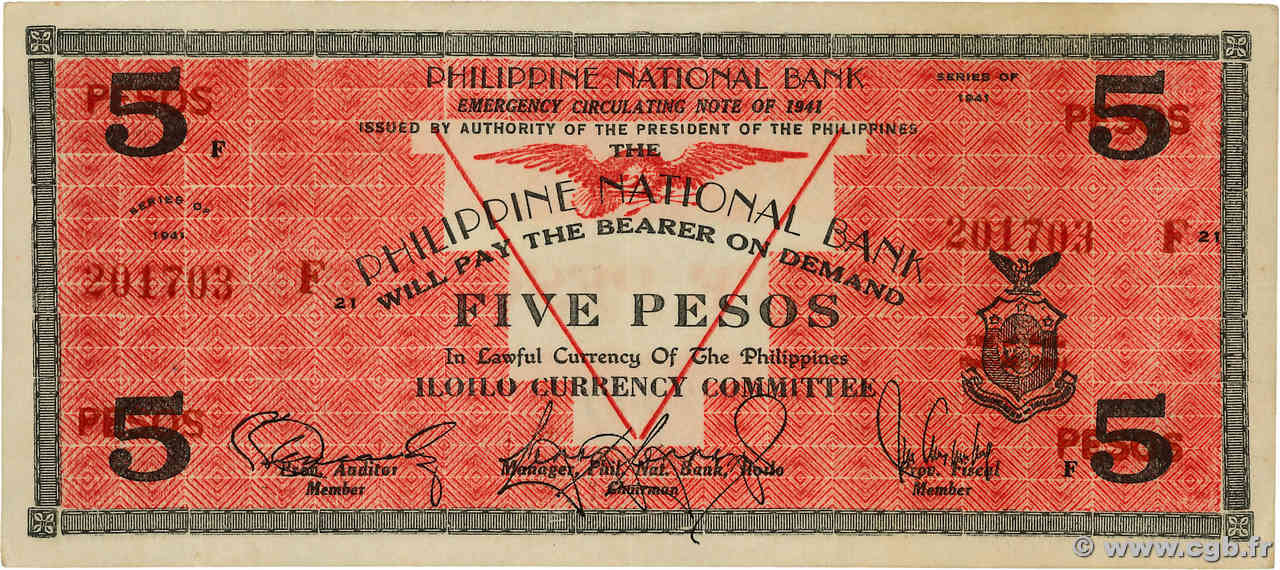 PHILIPPINE NATIONAL BANK
EMERGENCY CIRCULATING NOTE OF 1941
ISSUED BY AUTHORITY OF THE PRESIDENT OF THE PHILIPPINES
5 PESOS F
SERIES OF 1941
5 PESOS
THE
PHILIPPINE NATIONAL BANK
WILL PAY THE BEARER ON DEMAND
SERIES OF
1941
201703 F 21
201703 F 21
FIVE PESOS
In Lawful Currency Of The Philippines
ILOILO CURRENCY COMMITTEE
5 PESOS
5 PESOS F
Prov. Auditor
Member
Manager, Phil. Nat. Bank, Iloilo
Chairman
Prov. Fiscal
Member
© www.cgb.fr